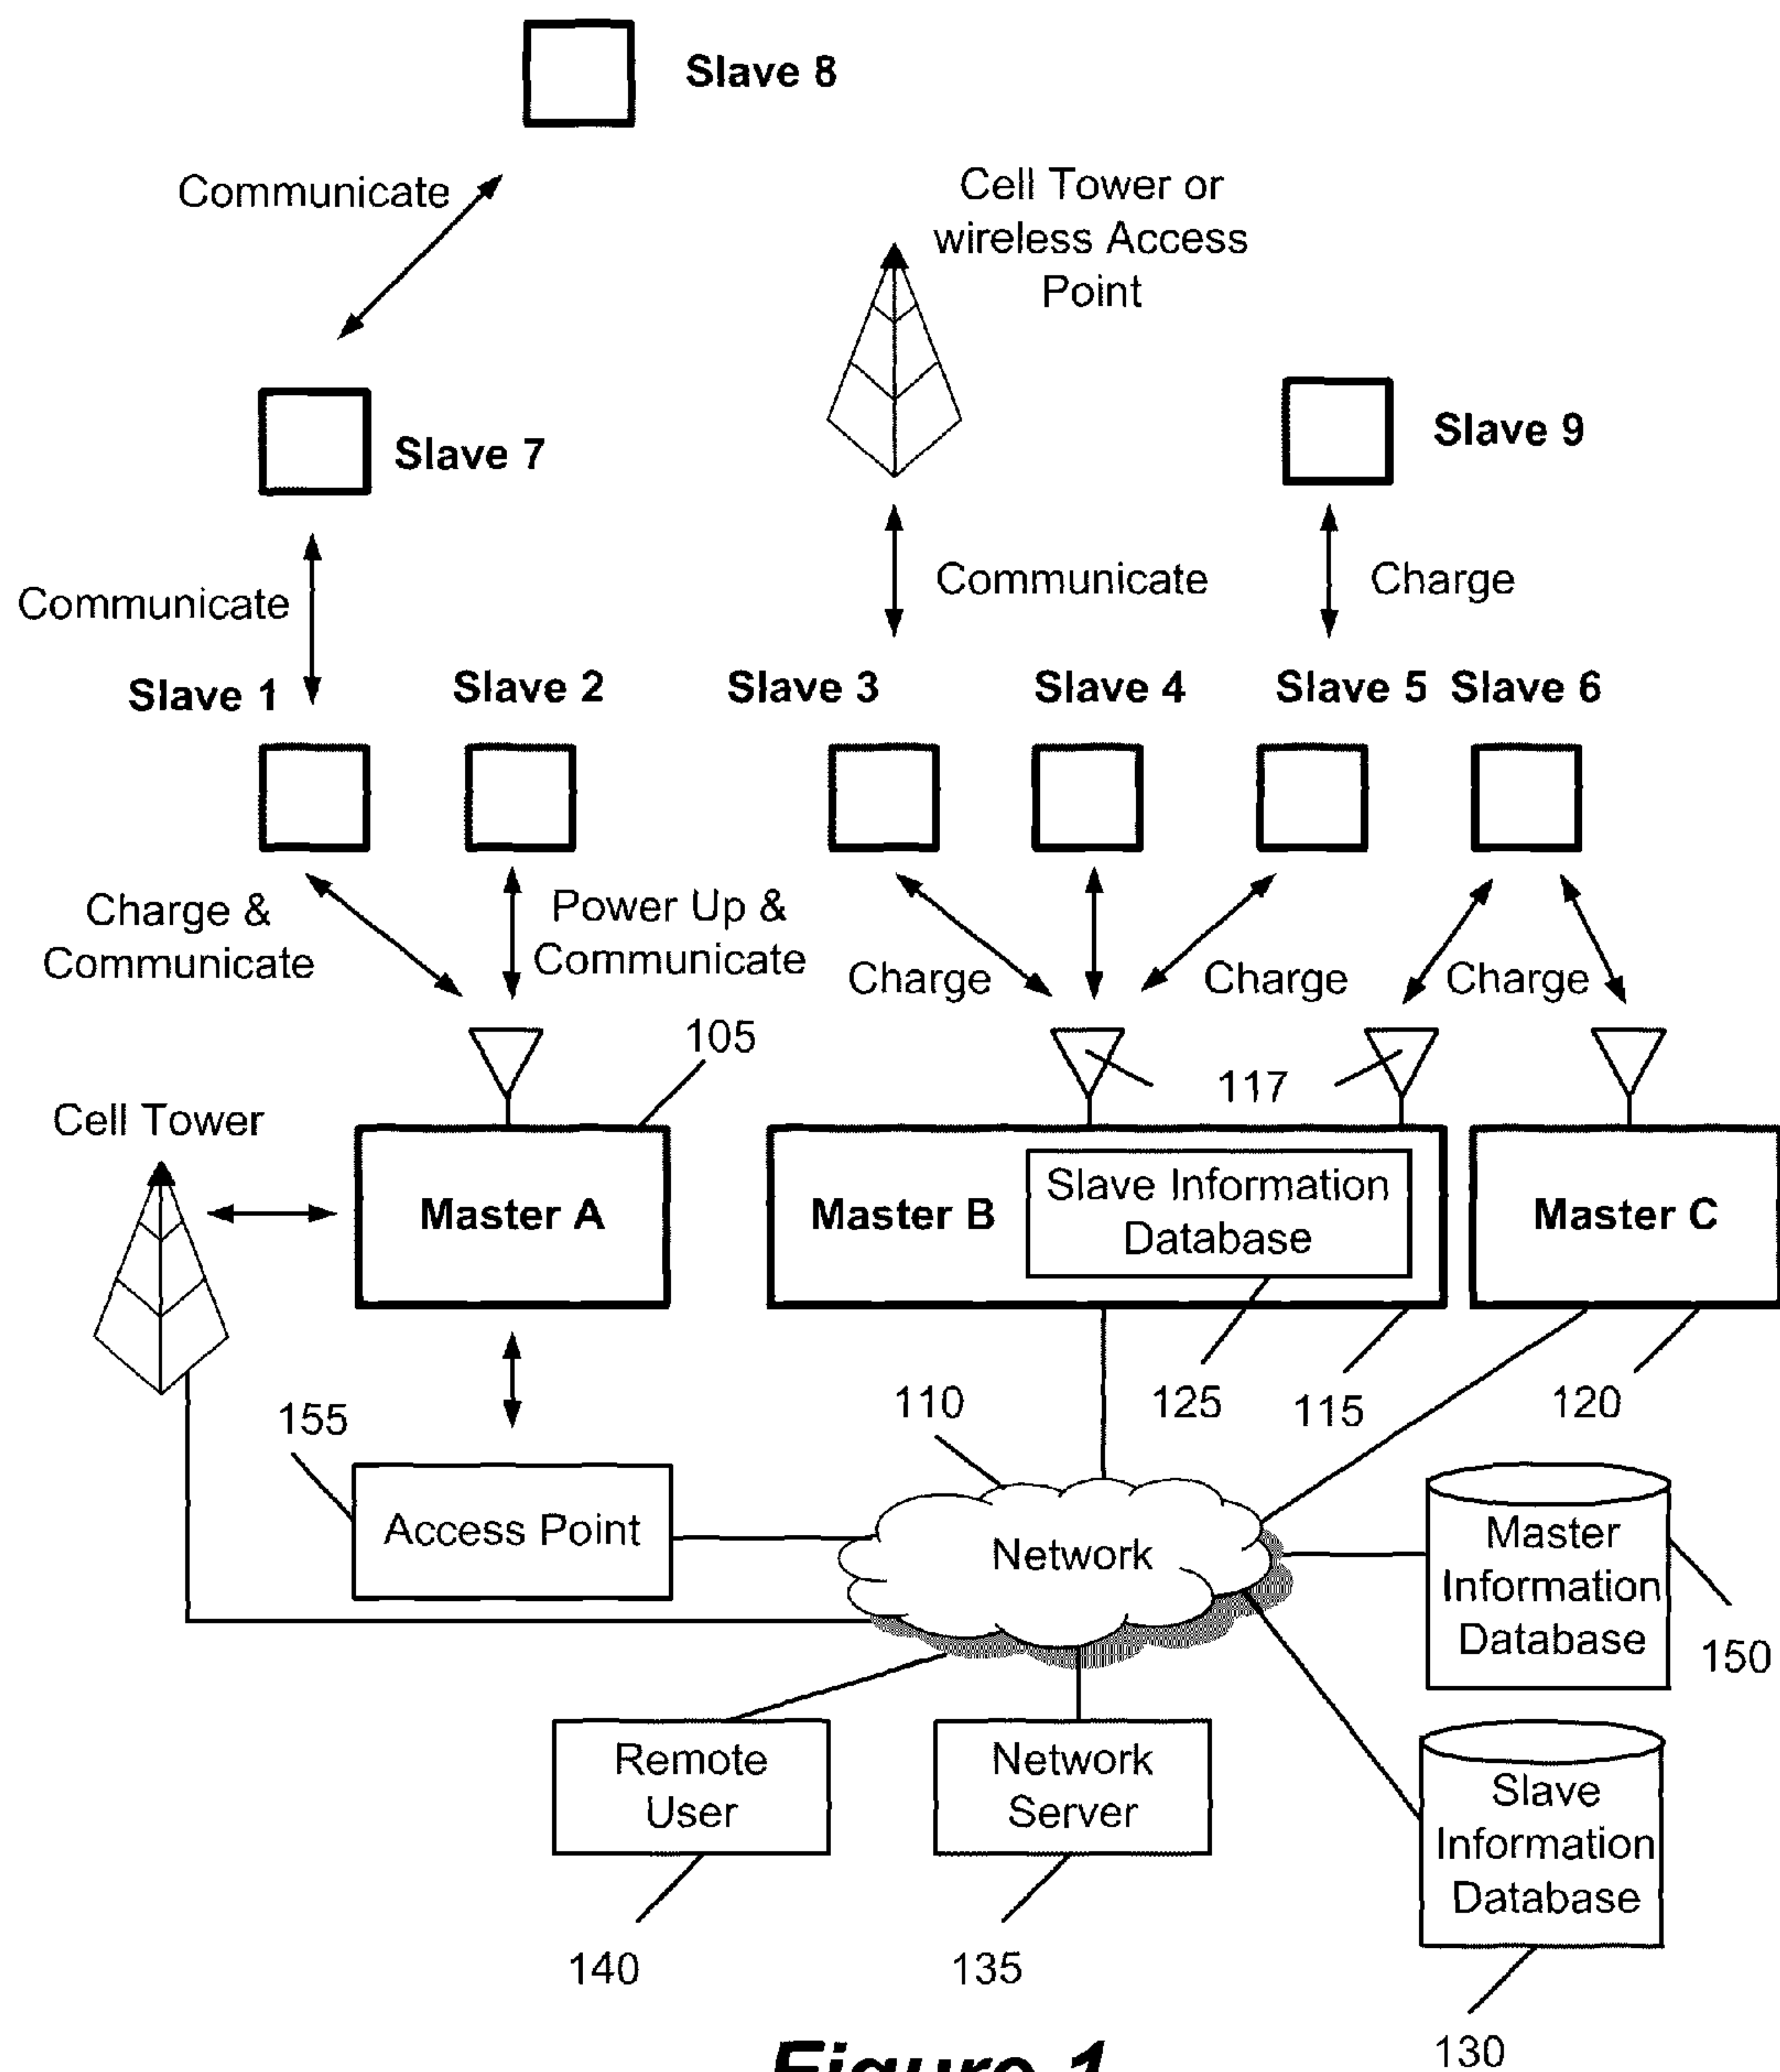 Slave 8
Communicate
Cell Tower or
wireless Access
Point
Slave 7
Slave 9
Communicate
Communicate
Charge
Slave 1
Slave 2
Slave 3
Slave 4
Slave 5
Slave 6
Charge &
Communicate
Power Up &
Communicate
Charge
Charge
Charge
105
117
Cell Tower
Master A
Master B
Slave Information
Database
Master C
155
110
125
115
120
Access Point
Network
Master
Information
Database
150
Remote
User
Network
Server
Slave
Information
Database
140
135
130
Figure 1